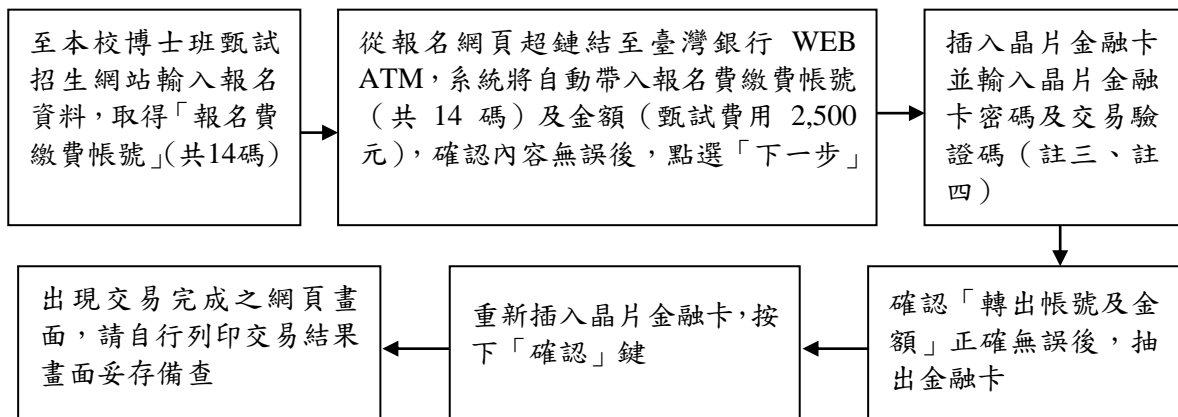 至本校博士班甄試
招生網站輸入報名
資料,取得「報名費
繳費帳號」(共14碼)
從報名網頁超鏈結至臺灣銀行 WEB
ATM,系統將自動帶入報名費繳費帳號
(共 14 碼)及金額(甄試費用 2,500
元),確認內容無誤後,點選「下一步」
插入晶片金融卡
並輸入晶片金融
卡密碼及交易驗
證碼(註三、註
四)
確認「轉出帳號及金
額」正確無誤後,抽
出金融卡
重新插入晶片金融卡,按
下「確認」鍵
出現交易完成之網頁畫
面,請自行列印交易結果
畫面妥存備查